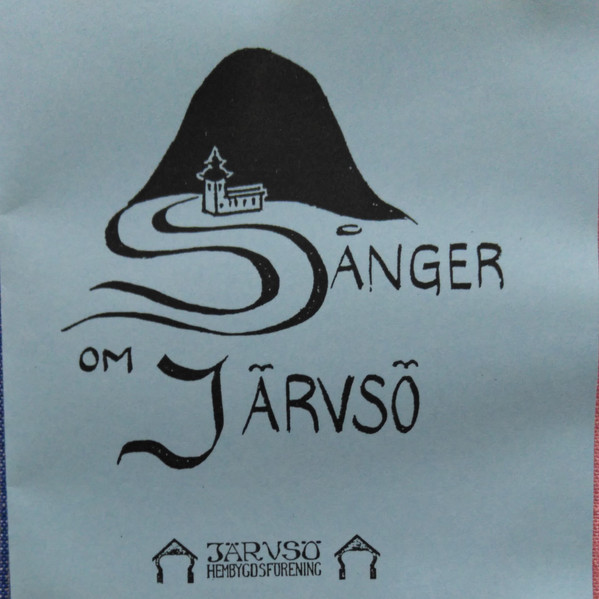 SÅNGER
OM JÄRVSÖ
JÄRVSÖ
HEMBYGDSFÖRENING